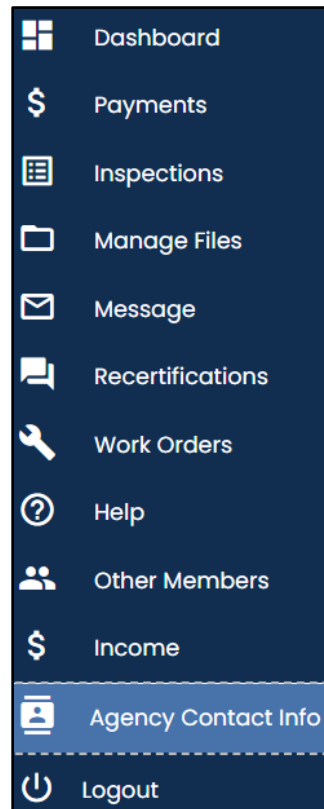 Dashboard
$ Payments
Inspections
Manage Files
Message
Recertifications
Work Orders
? Help
Other Members
$ Income
Agency Contact Info
Logout